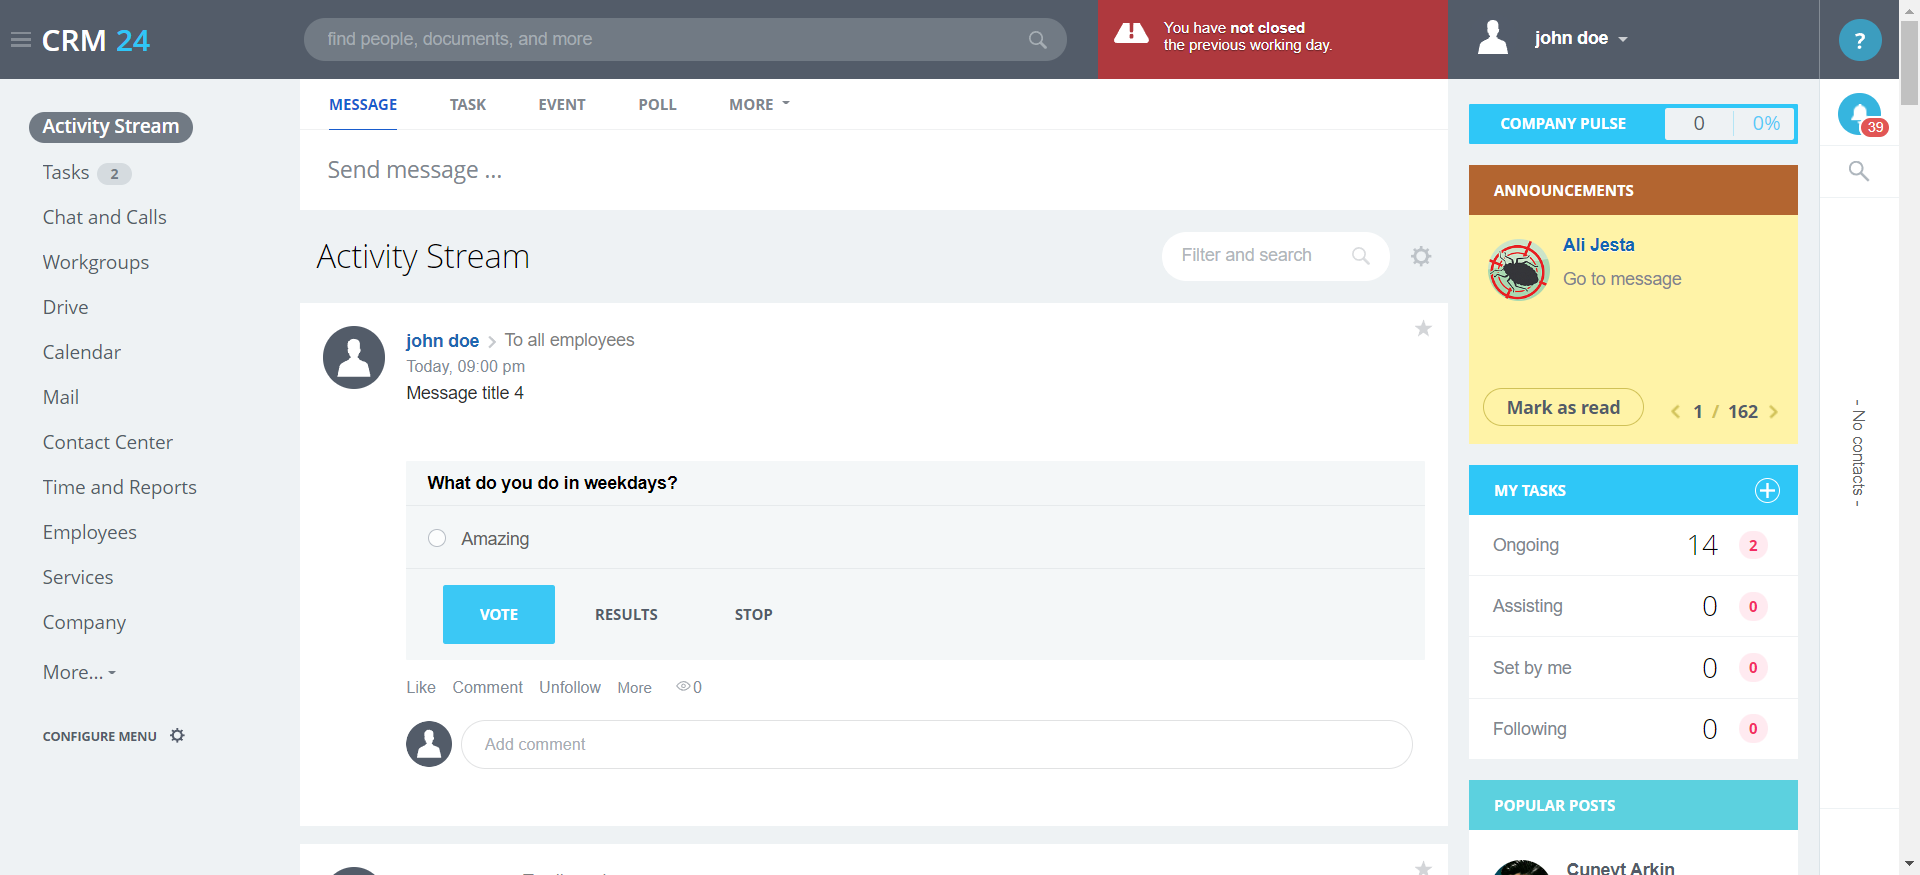 CRM 24
find people, documents, and more
You have not closed
the previous working day.
john doe
?
Activity Stream
Tasks 2
Chat and Calls
Workgroups
Drive
Calendar
Mail
Contact Center
Time and Reports
Employees
Services
Company
More...
CONFIGURE MENU
MESSAGE TASK EVENT POLL MORE
Send message ...
Activity Stream
Filter and search
john doe To all employees
Today, 09:00 pm
Message title 4
What do you do in weekdays?
Amazing
VOTE RESULTS STOP
Like Comment Unfollow More 0
Add comment
COMPANY PULSE 0 0%
ANNOUNCEMENTS
Ali Jesta
Go to message
Mark as read 1 / 162
MY TASKS
Ongoing 14 2
Assisting 0 0
Set by me 0 0
Following 0 0
POPULAR POSTS
Cuneyt Arkin
39
- No contacts -